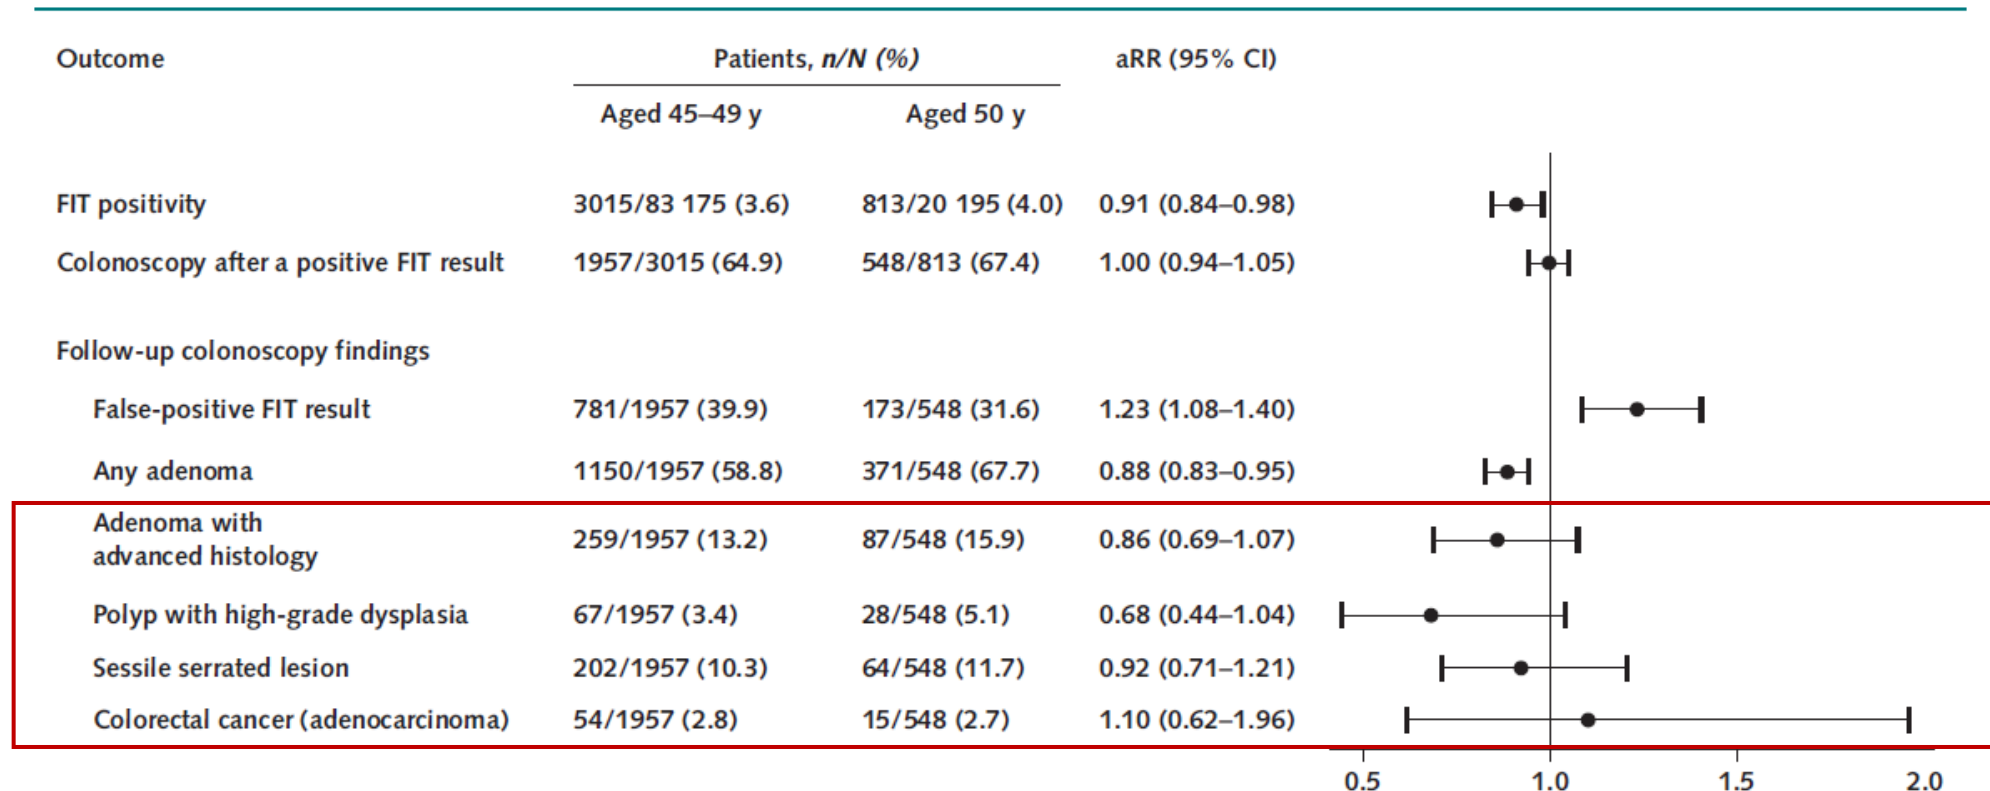 Outcome Patients, n/N (%) aRR (95% CI)
Aged 45–49 y Aged 50 y
FIT positivity 3015/83 175 (3.6) 813/20 195 (4.0) 0.91 (0.84–0.98)
Colonoscopy after a positive FIT result 1957/3015 (64.9) 548/813 (67.4) 1.00 (0.94–1.05)
Follow-up colonoscopy findings
False-positive FIT result 781/1957 (39.9) 173/548 (31.6) 1.23 (1.08–1.40)
Any adenoma 1150/1957 (58.8) 371/548 (67.7) 0.88 (0.83–0.95)
Adenoma with
advanced histology 259/1957 (13.2) 87/548 (15.9) 0.86 (0.69–1.07)
Polyp with high-grade dysplasia 67/1957 (3.4) 28/548 (5.1) 0.68 (0.44–1.04)
Sessile serrated lesion 202/1957 (10.3) 64/548 (11.7) 0.92 (0.71–1.21)
Colorectal cancer (adenocarcinoma) 54/1957 (2.8) 15/548 (2.7) 1.10 (0.62–1.96)
0.5 1.0 1.5 2.0